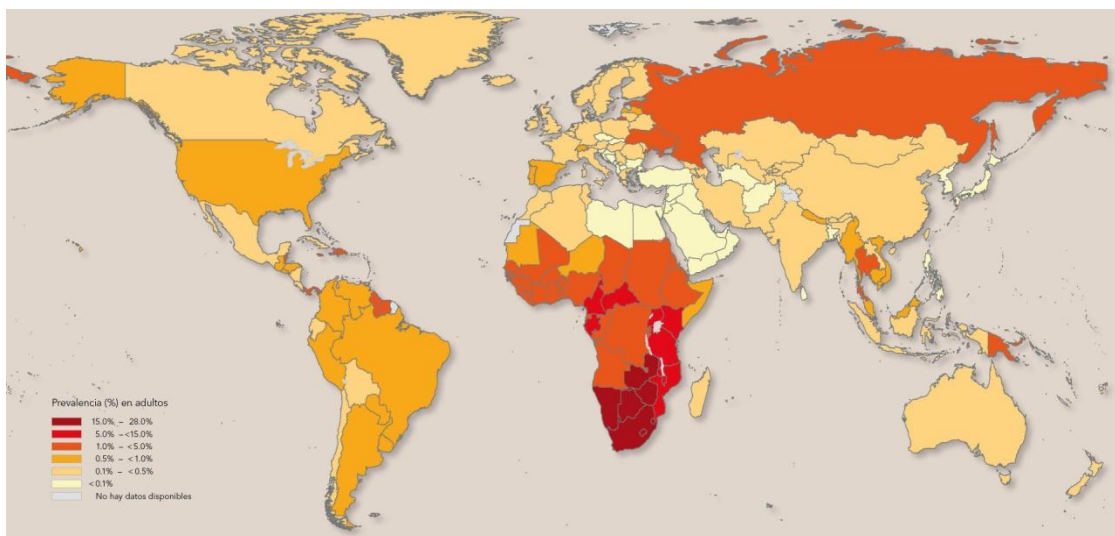 Prevalencia (%) en adultos
15.0% – 28.0%
5.0% – <15.0%
1.0% – <5.0%
0.5% – <1.0%
0.1% – <0.5%
<0.1%
No hay datos disponibles